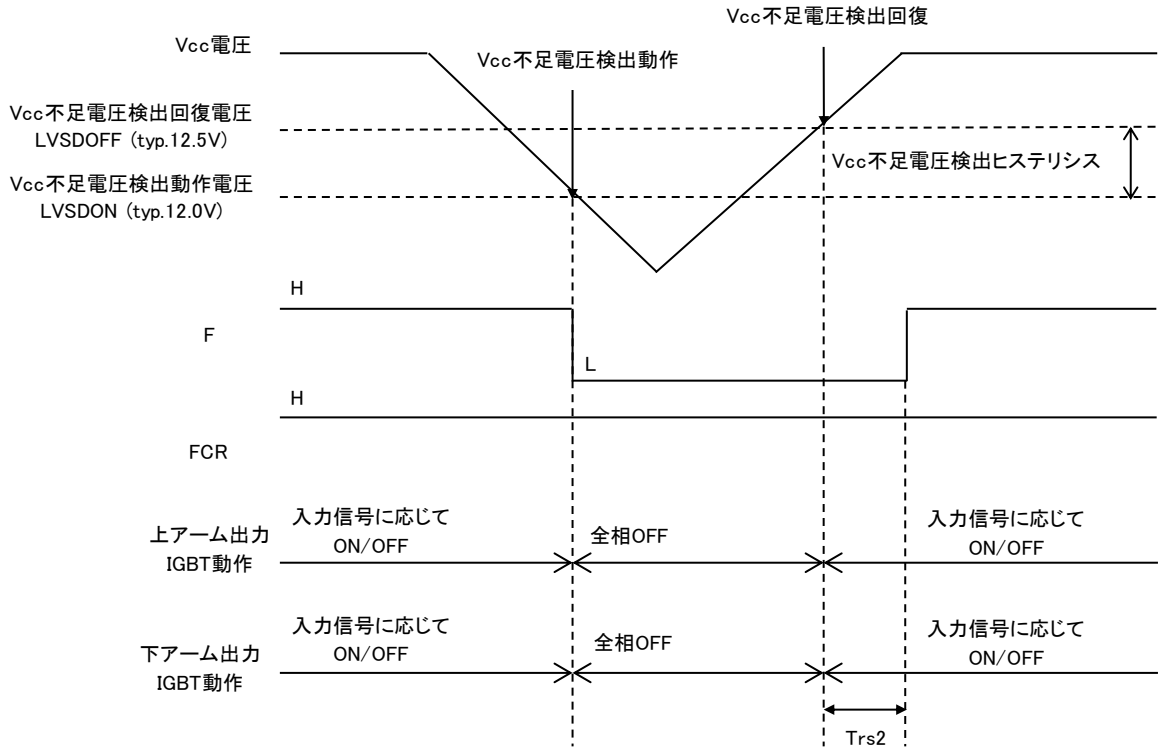 Vcc不足電圧検出回復
Vcc電圧
Vcc不足電圧検出動作
Vcc不足電圧検出回復電圧
LVSDOFF (typ.12.5V)
Vcc不足電圧検出ヒステリシス
Vcc不足電圧検出動作電圧
LVSDON (typ.12.0V)
H
F
L
H
FCR
入力信号に応じて
ON/OFF
全相OFF
入力信号に応じて
ON/OFF
上アーム出力
IGBT動作
入力信号に応じて
ON/OFF
全相OFF
入力信号に応じて
ON/OFF
下アーム出力
IGBT動作
Trs2